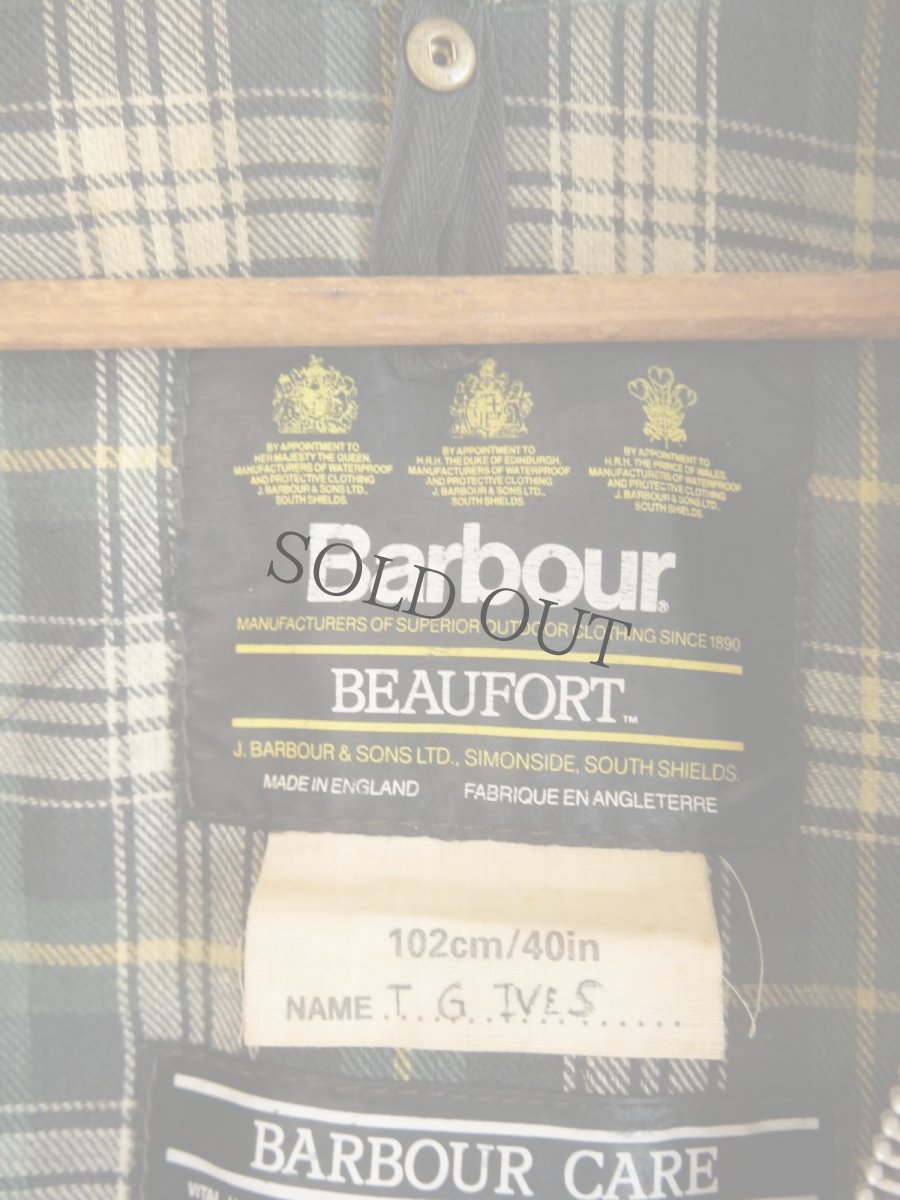 BY APPOINTMENT TO
HER MAJESTY THE QUEEN
MANUFACTURERS OF WATERPROOF
AND PROTECTIVE CLOTHING
J. BARBOUR & SONS LTD.,
SOUTH SHIELDS.
BY APPOINTMENT TO
H.R.H. THE DUKE OF EDINBURGH,
MANUFACTURERS OF WATERPROOF
AND PROTECTIVE CLOTHING
J. BARBOUR & SONS LTD.,
SOUTH SHIELDS.
BY APPOINTMENT TO
H.R.H. THE PRINCE OF WALES,
MANUFACTURERS OF WATERPROOF
AND PROTECTIVE CLOTHING
J. BARBOUR & SONS LTD.,
SOUTH SHIELDS.
Barbour®
SOLD OUT
MANUFACTURERS OF SUPERIOR OUTDOOR CLOTHING SINCE 1890
BEAUFORT™
J. BARBOUR & SONS LTD., SIMONSIDE, SOUTH SHIELDS.
MADE IN ENGLAND FABRIQUE EN ANGLETERRE
102cm/40in
NAME T. G. IVES
BARBOUR CARE
VITAL